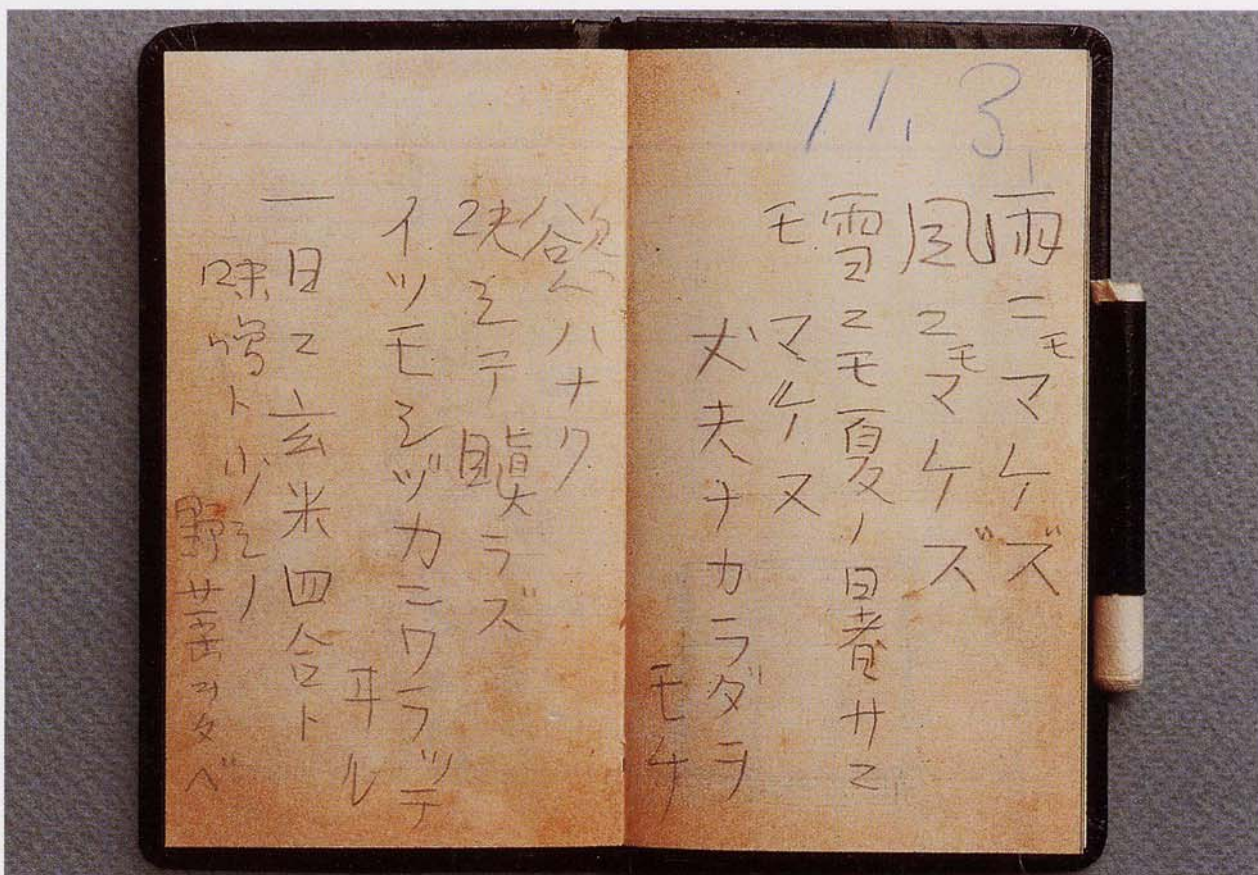 11.3
雨ニモマケズ
風ニモマケズ
雪ニモ夏ノ暑サニ
モマケヌ
丈夫ナカラダヲ
モチ
慾ハナク
決シテ瞋ラズ
イツモシヅカニワラッテ
ヰル
一日ニ玄米四合ト
味噌ト少シノ
野菜ヲタベ